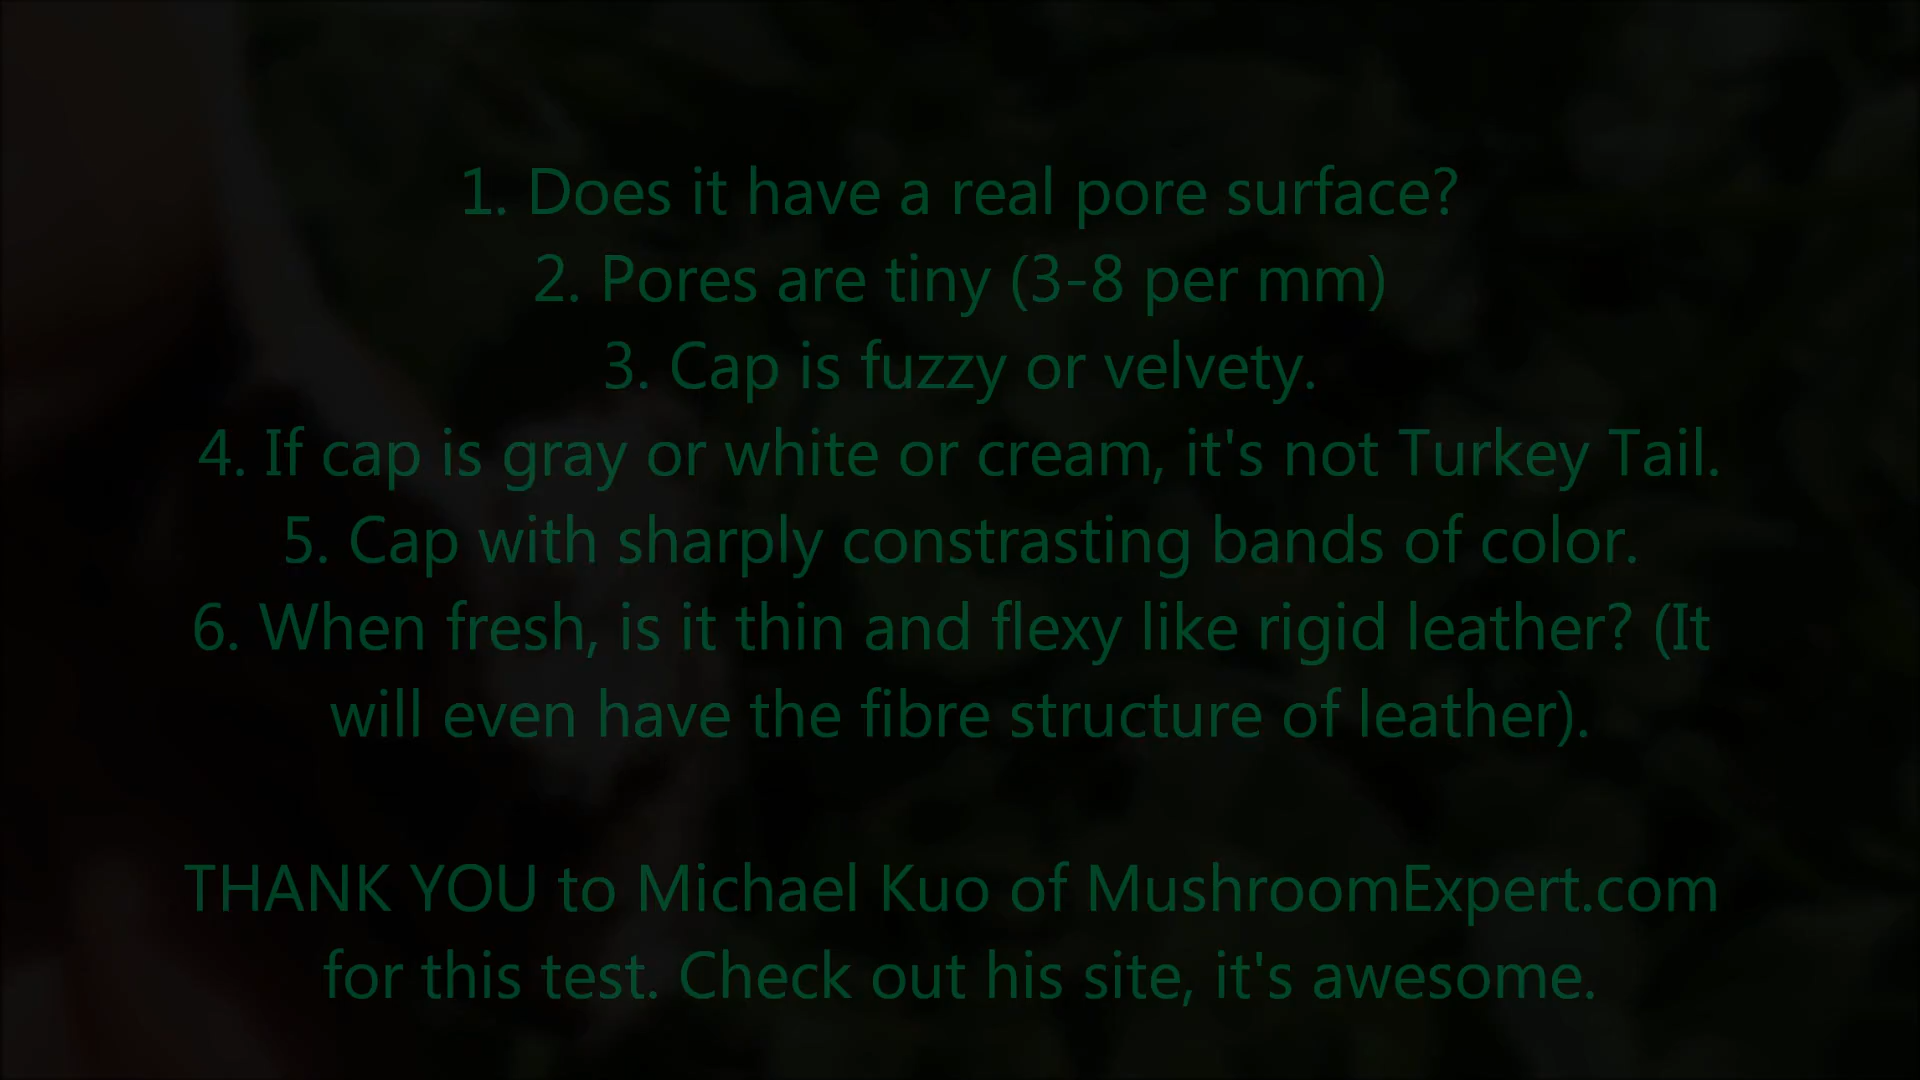 1. Does it have a real pore surface?
2. Pores are tiny (3-8 per mm)
3. Cap is fuzzy or velvety.
4. If cap is gray or white or cream, it's not Turkey Tail.
5. Cap with sharply constrasting bands of color.
6. When fresh, is it thin and flexy like rigid leather? (It
will even have the fibre structure of leather).
THANK YOU to Michael Kuo of MushroomExpert.com
for this test. Check out his site, it's awesome.